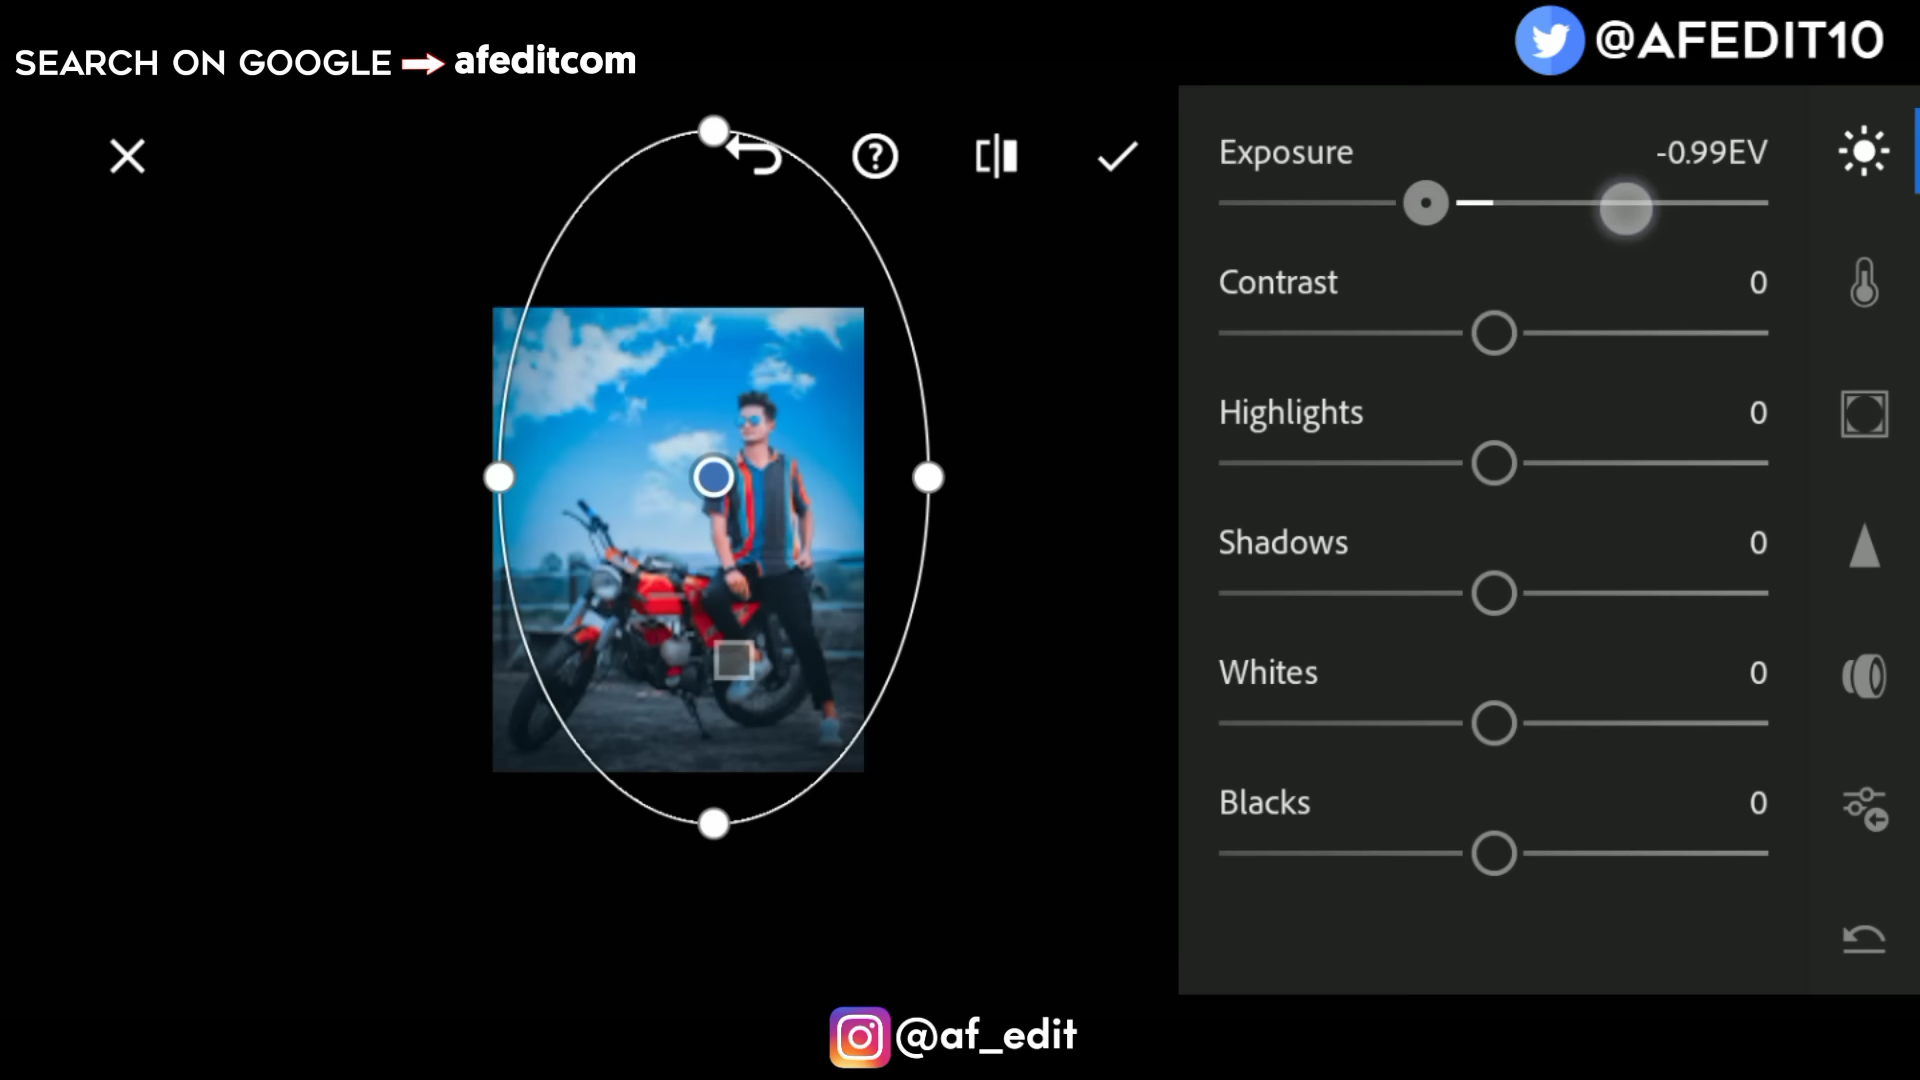 SEARCH ON GOOGLE afeditcom
@AFEDIT10
Exposure -0.99EV
Contrast 0
Highlights 0
Shadows 0
Whites 0
Blacks 0
@af_edit